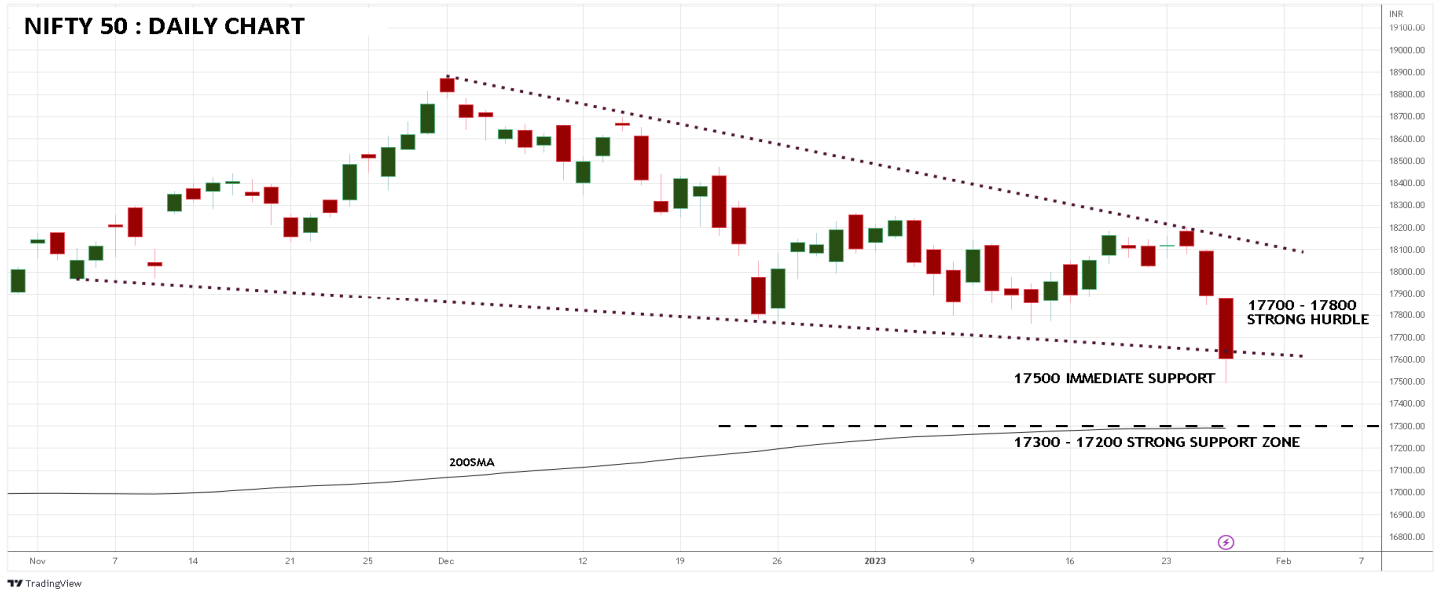 NIFTY 50 : DAILY CHART
INR
19100.00
19000.00
18900.00
18800.00
18700.00
18600.00
18500.00
18400.00
18300.00
18200.00
18100.00
18000.00
17900.00
17800.00
17700.00
17600.00
17500.00
17400.00
17300.00
17200.00
17100.00
17000.00
16900.00
16800.00
17700 - 17800
STRONG HURDLE
17500 IMMEDIATE SUPPORT
17300 - 17200 STRONG SUPPORT ZONE
200SMA
Nov 7 14 21 25 Dec 12 19 26 2023 9 16 23 Feb 7
TradingView